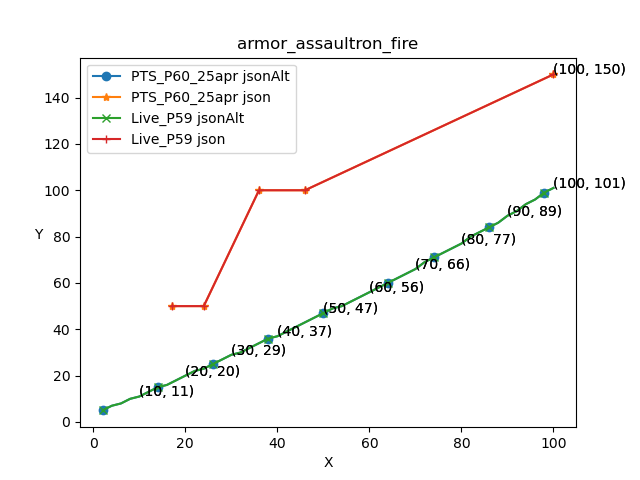 armor_assaultron_fire
PTS_P60_25apr jsonAlt
PTS_P60_25apr json
Live_P59 jsonAlt
Live_P59 json
(100, 150)
(100, 101)
(90, 89)
(80, 77)
(70, 66)
(60, 56)
(50, 47)
(40, 37)
(30, 29)
(20, 20)
(10, 11)
140
120
100
80
60
40
20
0
Y
0 20 40 60 80 100
X